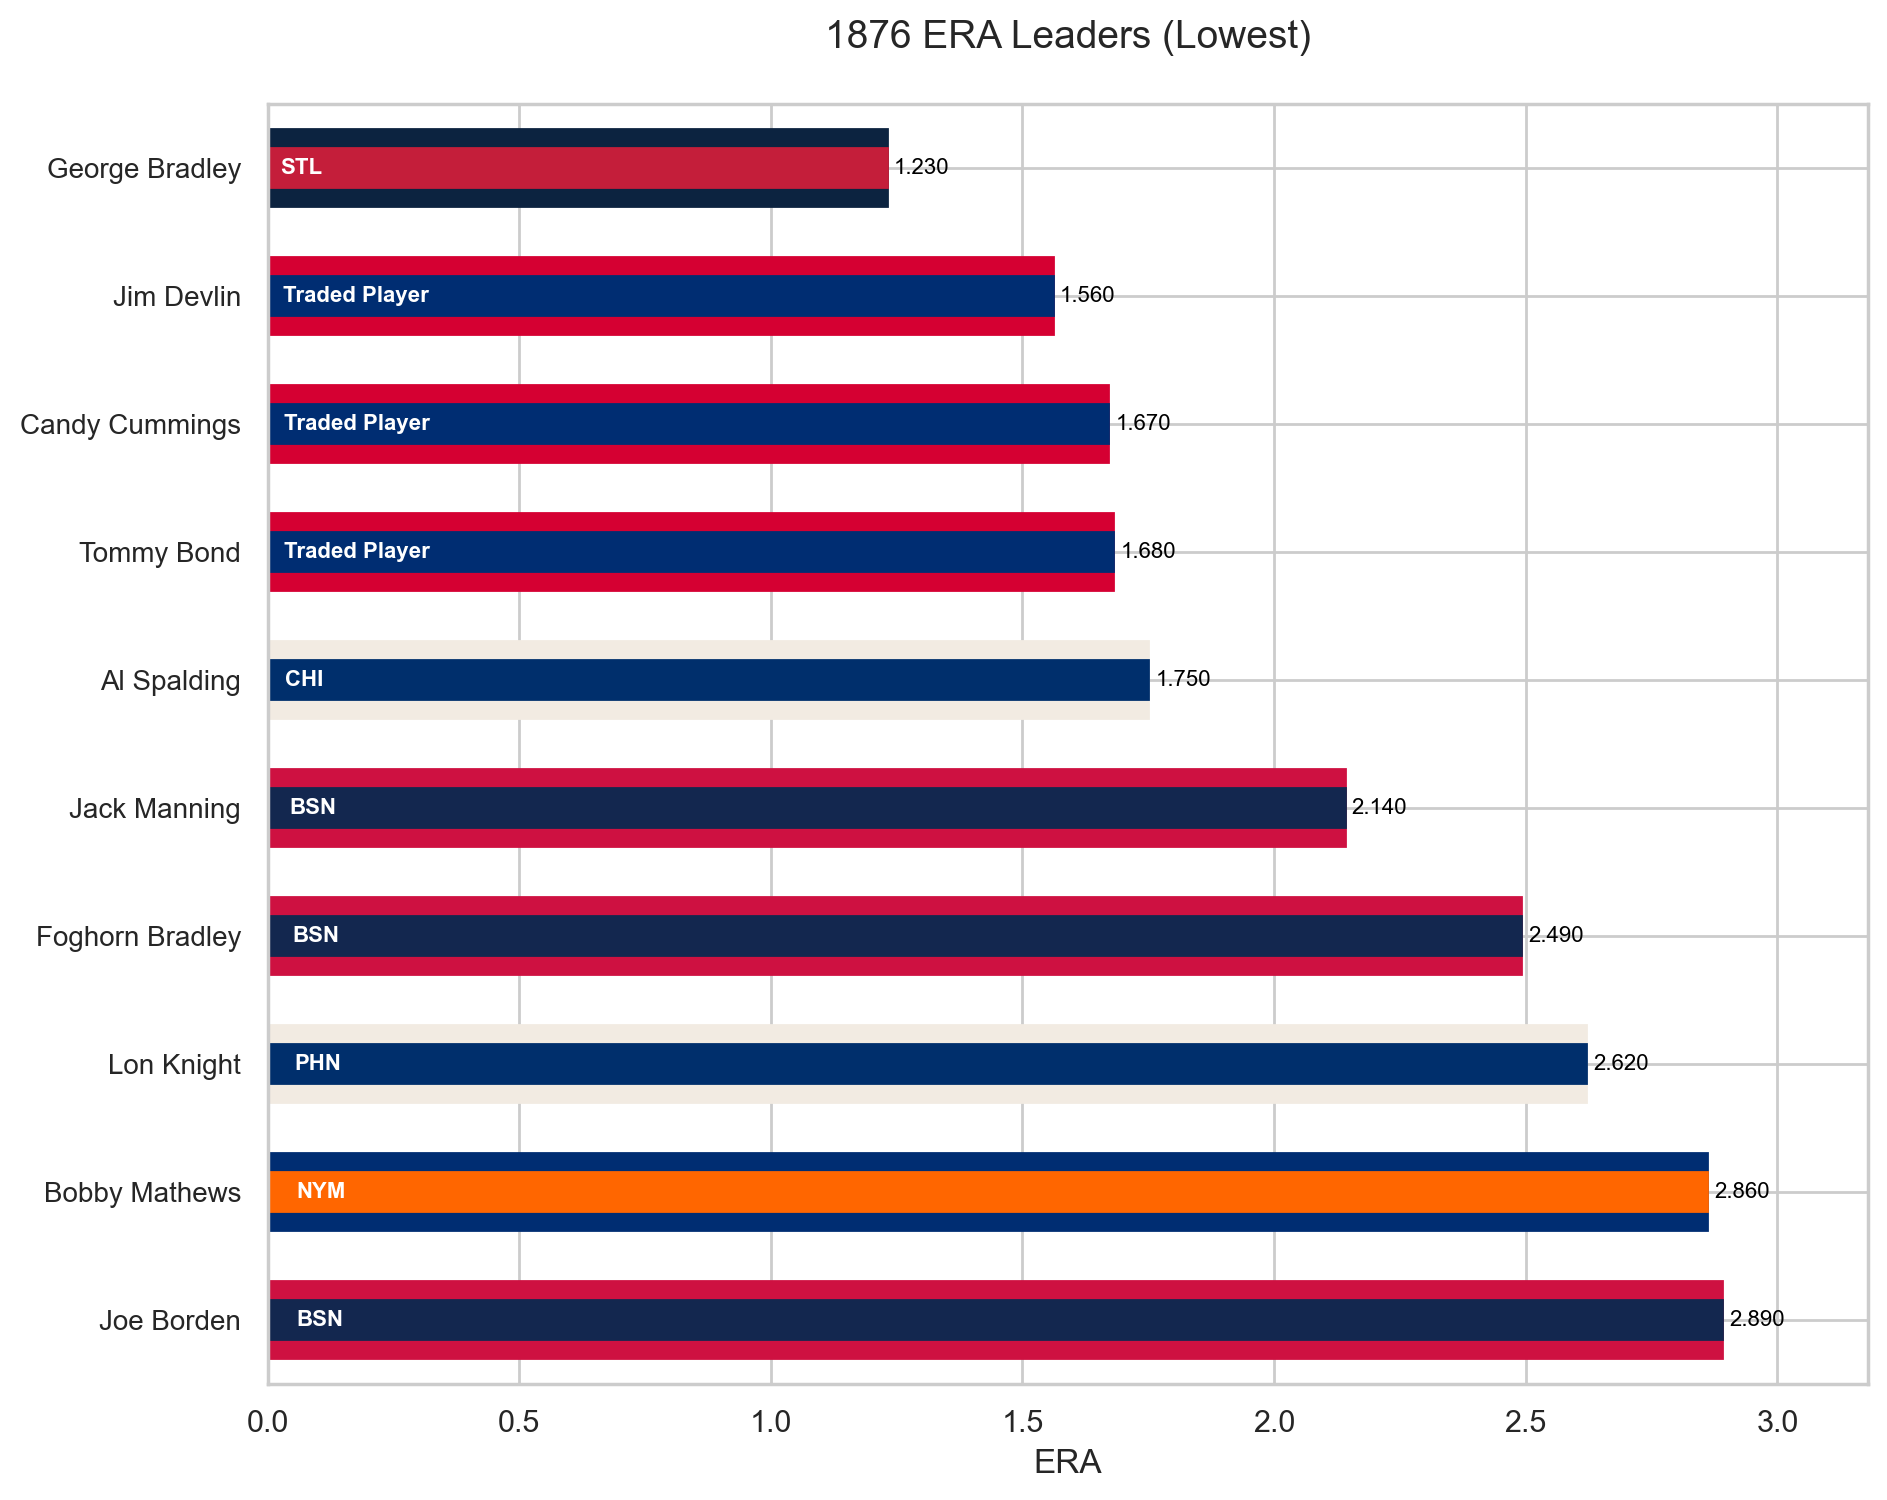 1876 ERA Leaders (Lowest)
George Bradley STL 1.230
Jim Devlin Traded Player 1.560
Candy Cummings Traded Player 1.670
Tommy Bond Traded Player 1.680
Al Spalding CHI 1.750
Jack Manning BSN 2.140
Foghorn Bradley BSN 2.490
Lon Knight PHN 2.620
Bobby Mathews NYM 2.860
Joe Borden BSN 2.890
0.0 0.5 1.0 1.5 2.0 2.5 3.0
ERA